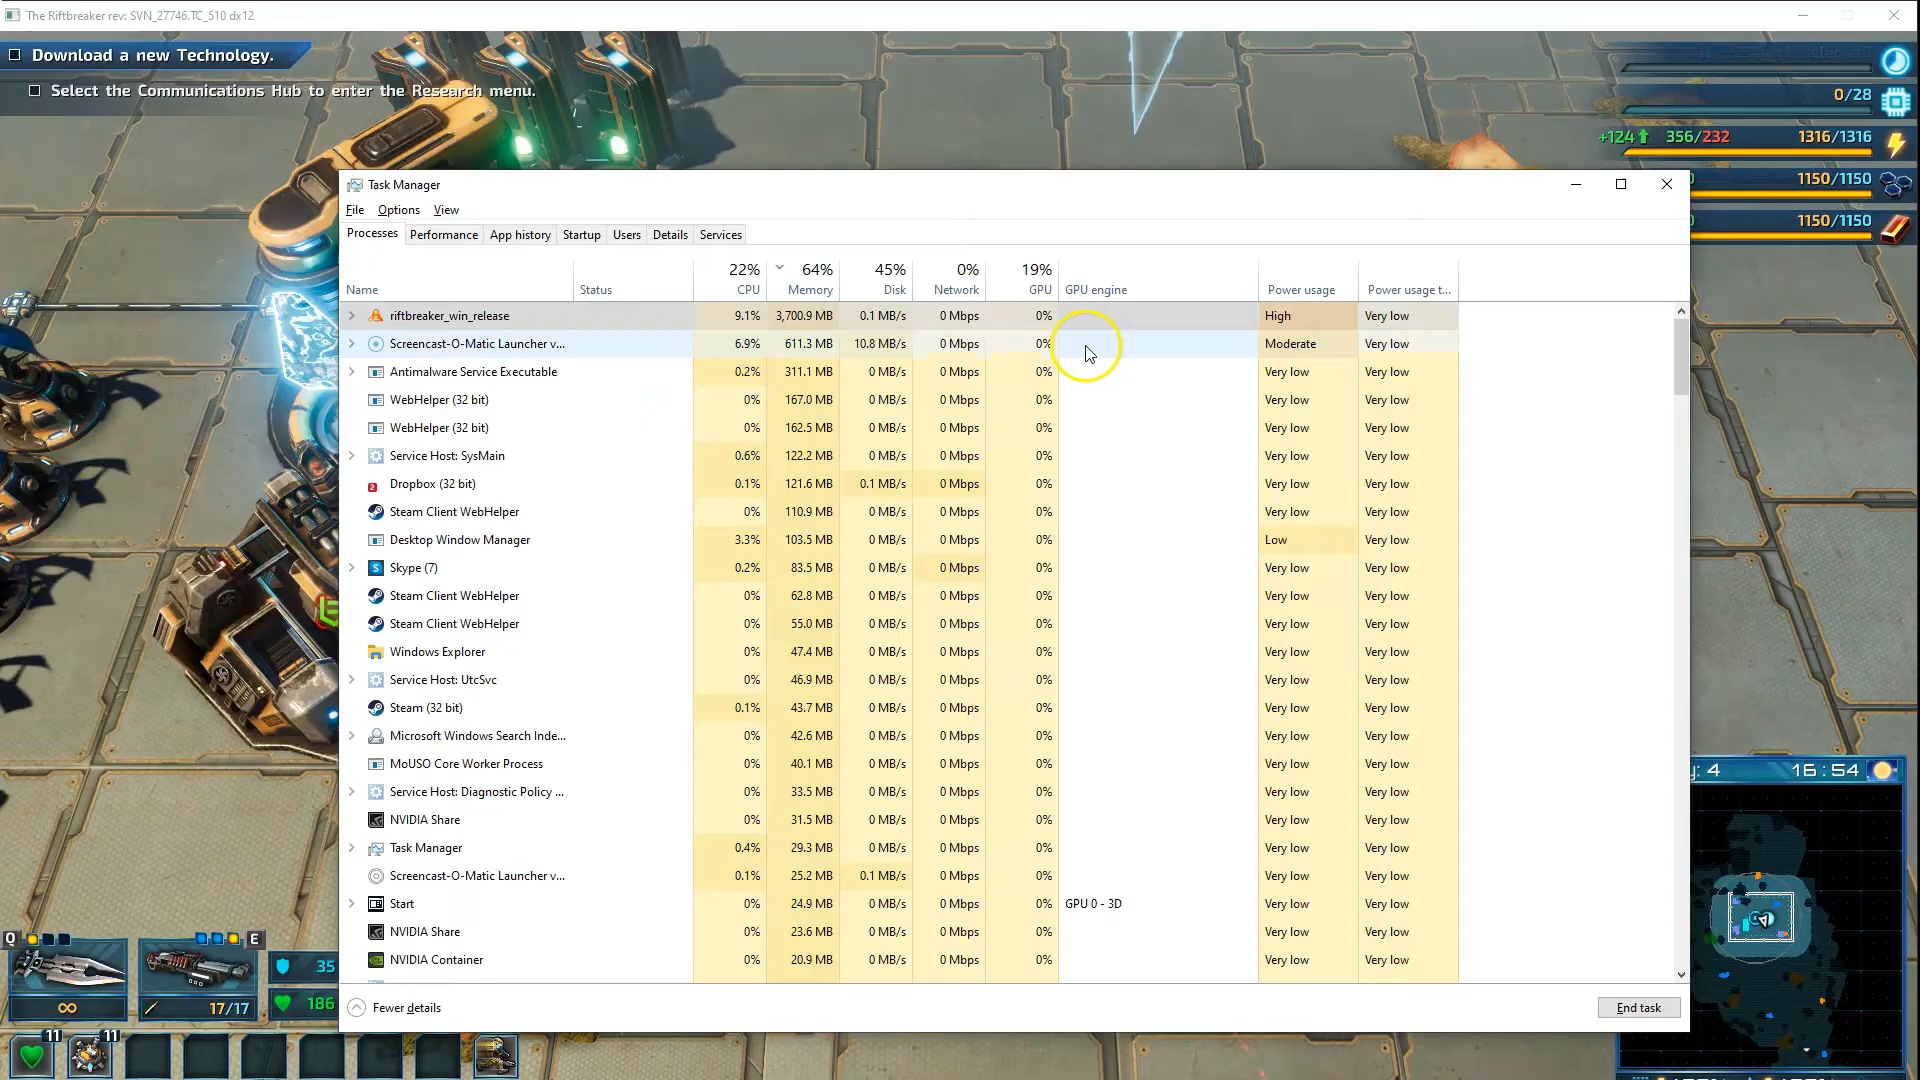 The Riftbreaker rev: SVN_27746.TC_510 dx12
Download a new Technology.
Select the Communications Hub to enter the Research menu.
0/28
+124 356/232 1316/1316
1150/1150
1150/1150
Task Manager
File Options View
Processes Performance App history Startup Users Details Services
22% 64% 45% 0% 19%
Name Status CPU Memory Disk Network GPU GPU engine Power usage Power usage t...
riftbreaker_win_release 9.1% 3,700.9 MB 0.1 MB/s 0 Mbps 0% High Very low
Screencast-O-Matic Launcher v... 6.9% 611.3 MB 10.8 MB/s 0 Mbps 0% Moderate Very low
Antimalware Service Executable 0.2% 311.1 MB 0 MB/s 0 Mbps 0% Very low Very low
WebHelper (32 bit) 0% 167.0 MB 0 MB/s 0 Mbps 0% Very low Very low
WebHelper (32 bit) 0% 162.5 MB 0 MB/s 0 Mbps 0% Very low Very low
Service Host: SysMain 0.6% 122.2 MB 0 MB/s 0 Mbps 0% Very low Very low
2 Dropbox (32 bit) 0.1% 121.6 MB 0.1 MB/s 0 Mbps 0% Very low Very low
Steam Client WebHelper 0% 110.9 MB 0 MB/s 0 Mbps 0% Very low Very low
Desktop Window Manager 3.3% 103.5 MB 0 MB/s 0 Mbps 0% Low Very low
S Skype (7) 0.2% 83.5 MB 0 MB/s 0 Mbps 0% Very low Very low
Steam Client WebHelper 0% 62.8 MB 0 MB/s 0 Mbps 0% Very low Very low
Steam Client WebHelper 0% 55.0 MB 0 MB/s 0 Mbps 0% Very low Very low
Windows Explorer 0% 47.4 MB 0 MB/s 0 Mbps 0% Very low Very low
Service Host: UtcSvc 0% 46.9 MB 0 MB/s 0 Mbps 0% Very low Very low
Steam (32 bit) 0.1% 43.7 MB 0 MB/s 0 Mbps 0% Very low Very low
Microsoft Windows Search Inde... 0% 42.6 MB 0 MB/s 0 Mbps 0% Very low Very low
MoUSO Core Worker Process 0% 40.1 MB 0 MB/s 0 Mbps 0% Very low Very low
Service Host: Diagnostic Policy ... 0% 33.5 MB 0 MB/s 0 Mbps 0% Very low Very low
NVIDIA Share 0% 31.5 MB 0 MB/s 0 Mbps 0% Very low Very low
Task Manager 0.4% 29.3 MB 0 MB/s 0 Mbps 0% Very low Very low
Screencast-O-Matic Launcher v... 0.1% 25.2 MB 0.1 MB/s 0 Mbps 0% Very low Very low
Start 0% 24.9 MB 0 MB/s 0 Mbps 0% GPU 0 - 3D Very low Very low
NVIDIA Share 0% 23.6 MB 0 MB/s 0 Mbps 0% Very low Very low
NVIDIA Container 0% 20.9 MB 0 MB/s 0 Mbps 0% Very low Very low
Fewer details End task
: 4 16:54
Q E
35
∞ 17/17 186
11 11